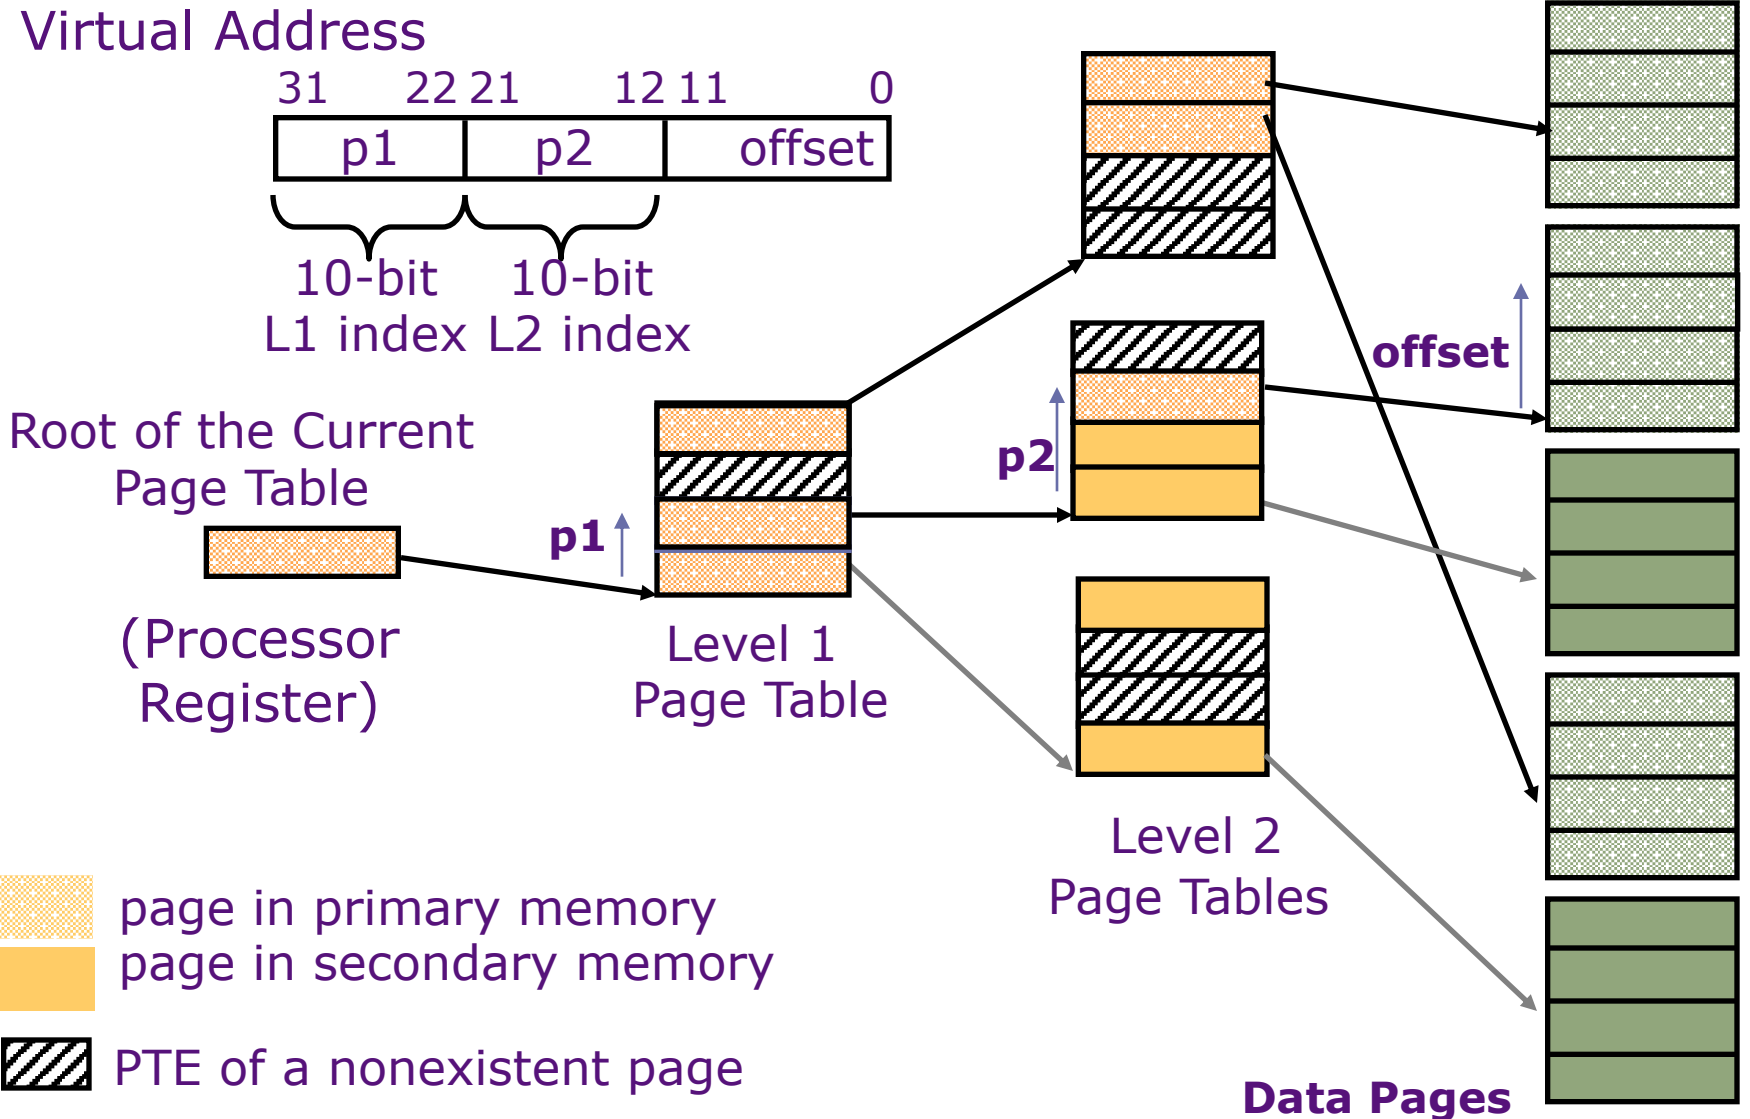 Virtual Address
31 22 21 12 11 0
p1 p2 offset
10-bit 10-bit
L1 index L2 index
Root of the Current
Page Table
(Processor
Register)
p1
Level 1
Page Table
p2
offset
Level 2
Page Tables
page in primary memory
page in secondary memory
PTE of a nonexistent page
Data Pages